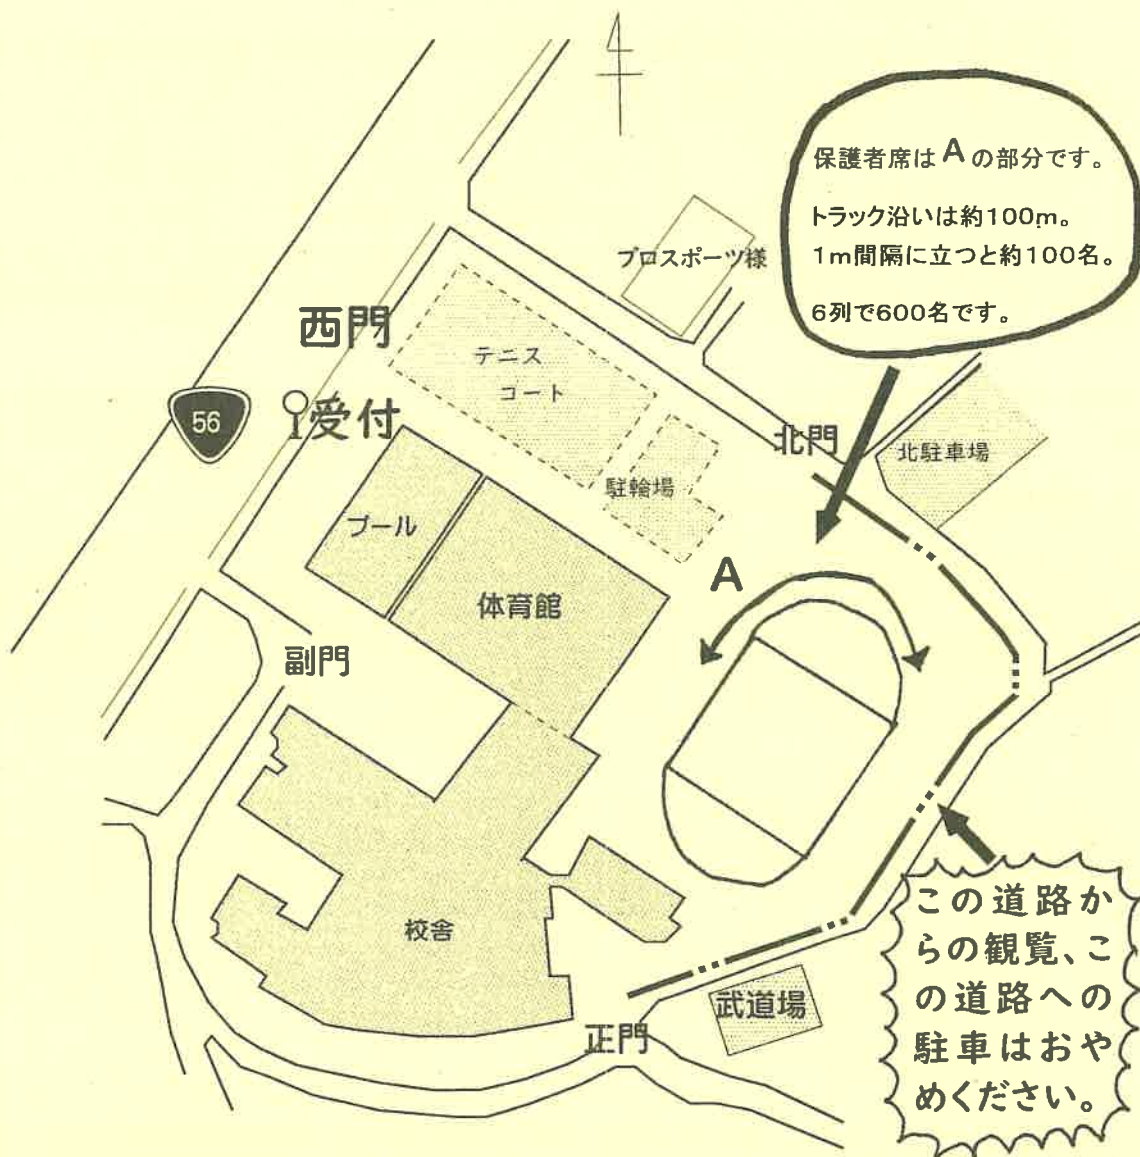 保護者席はAの部分です。
トラック沿いは約100m。
1m間隔に立つと約100名。
6列で600名です。
プロスポーツ様
西門
テニス
コート
56
受付
北門
北駐車場
駐輪場
プール
A
体育館
副門
この道路か
らの観覧、こ
の道路への
駐車はおや
めください。
校舎
武道場
正門